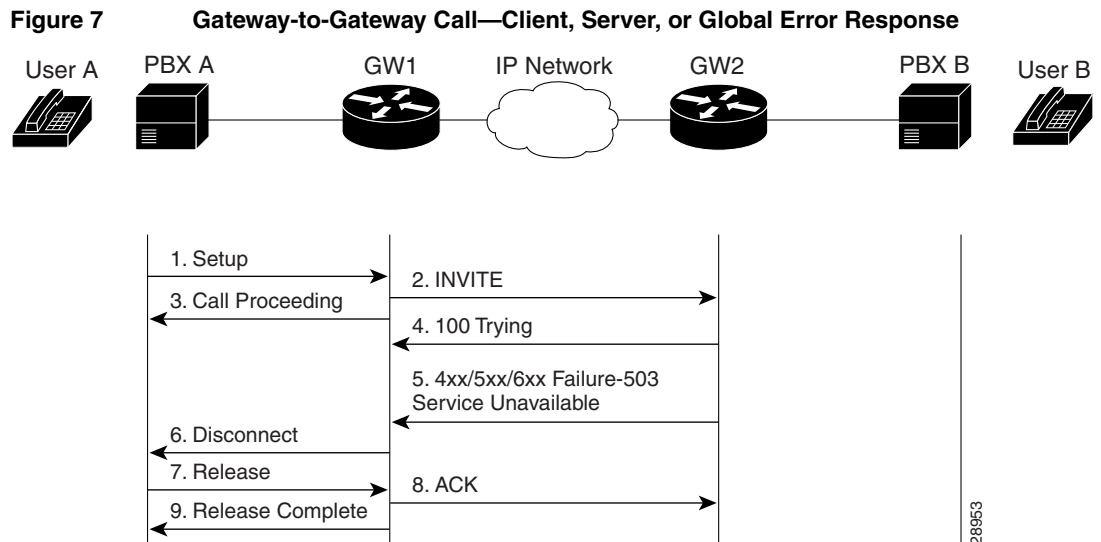 Figure 7 Gateway-to-Gateway Call—Client, Server, or Global Error Response
User A PBX A GW1 IP Network GW2 PBX B User B
1. Setup
2. INVITE
3. Call Proceeding
4. 100 Trying
5. 4xx/5xx/6xx Failure-503
Service Unavailable
6. Disconnect
7. Release
8. ACK
9. Release Complete
28953